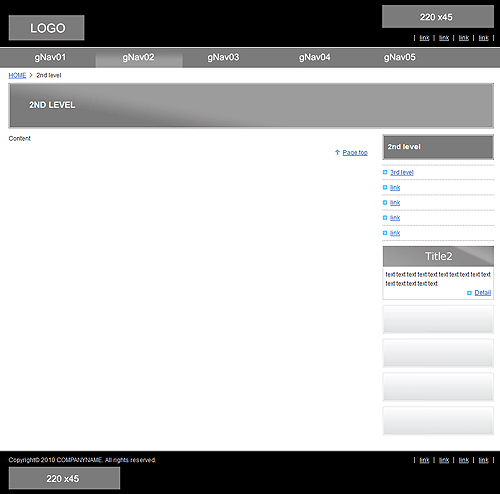 LOGO
220 x45
| link | link | link | link |
gNav01 gNav02 gNav03 gNav04 gNav05
HOME > 2nd level
2ND LEVEL
Content
Page top
2nd level
3rd level
link
link
link
link
Title2
text text text text text text text text text text
text text text text text
Detail
Copyright© 2010 COMPANYNAME. All rights reserved.
| link | link | link | link |
220 x45